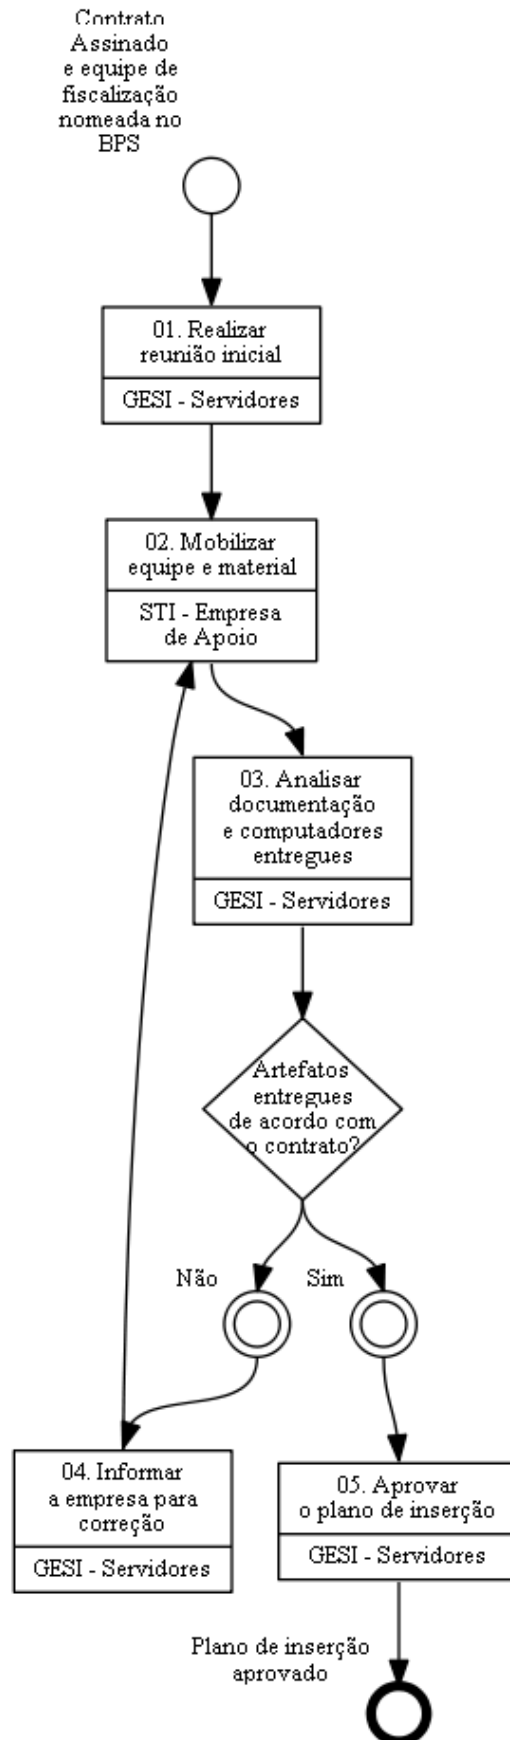 Contrato
Assinado
e equipe de
fiscalização
nomeada no
BPS
01. Realizar
reunião inicial
GESI - Servidores
02. Mobilizar
equipe e material
STI - Empresa
de Apoio
03. Analisar
documentação
e computadores
entregues
GESI - Servidores
Artefatos
entregues
de acordo com
o contrato?
Não
Sim
04. Informar
a empresa para
correção
GESI - Servidores
05. Aprovar
o plano de inserção
GESI - Servidores
Plano de inserção
aprovado